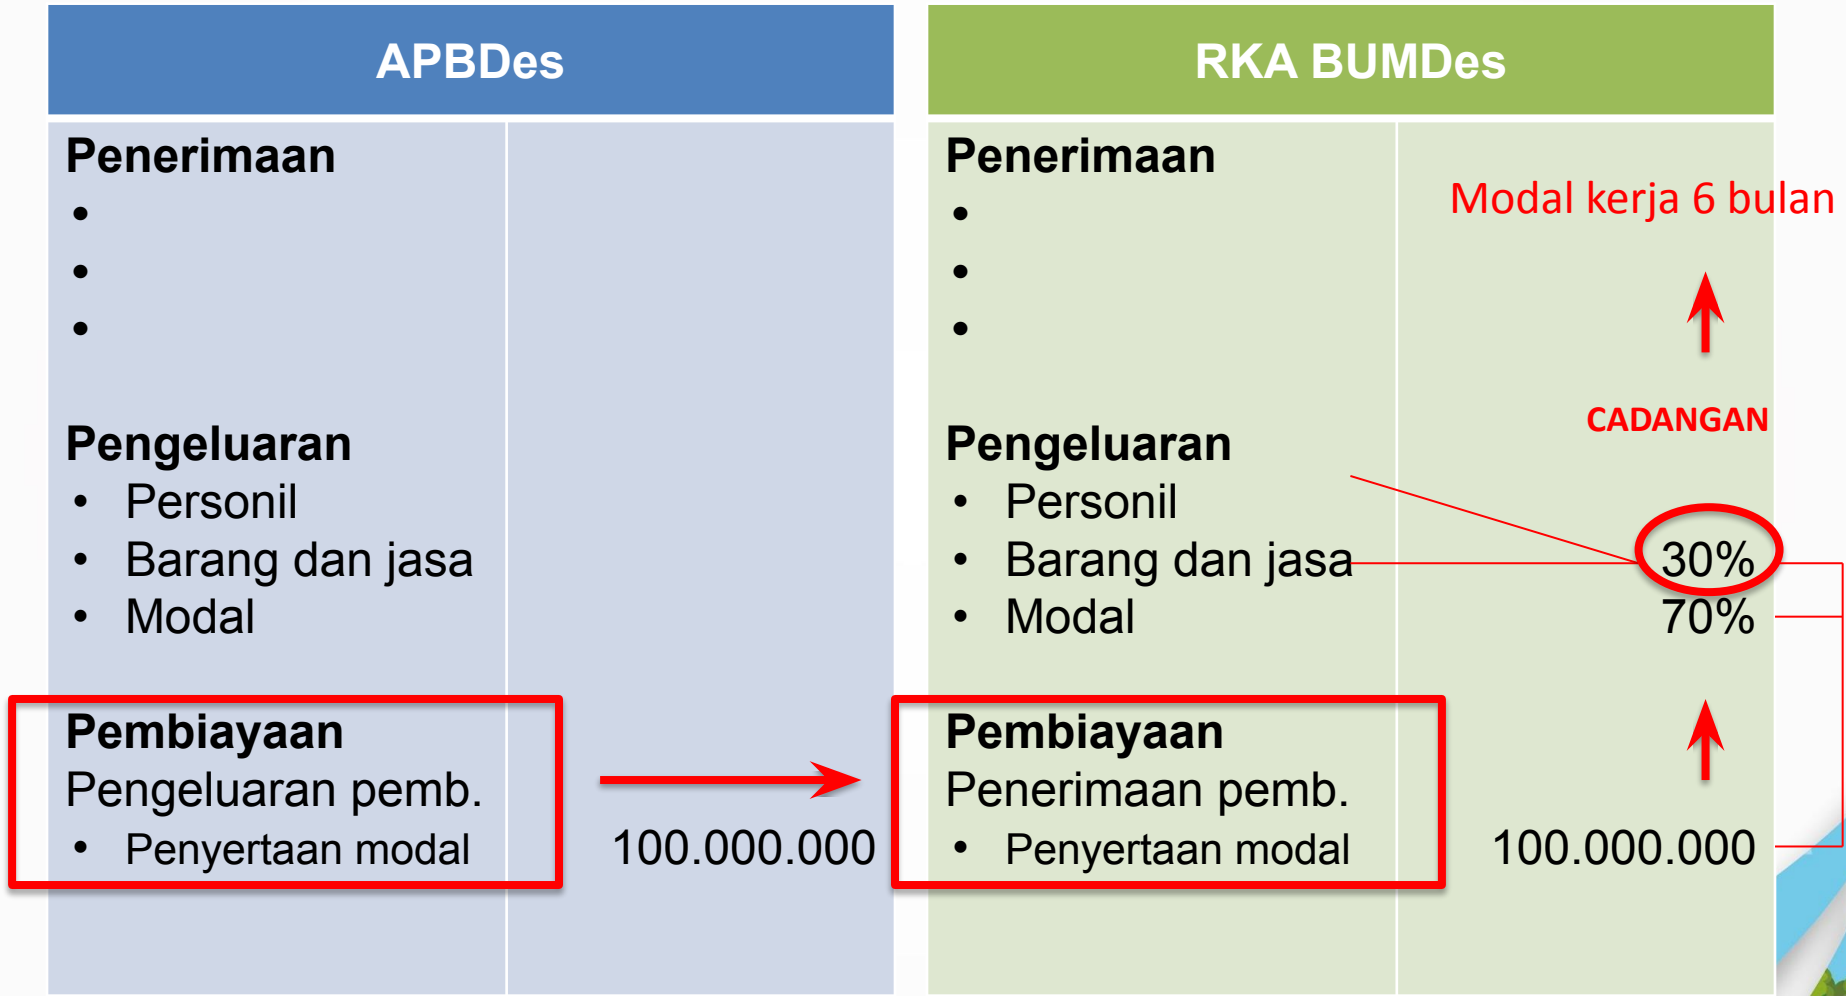 APBDes
Penerimaan
•
•
•
Pengeluaran
• Personil
• Barang dan jasa
• Modal
Pembiayaan
Pengeluaran pemb.
• Penyertaan modal 100.000.000
RKA BUMDes
Penerimaan
Modal kerja 6 bulan
•
•
•
CADANGAN
Pengeluaran
• Personil
• Barang dan jasa 30%
• Modal 70%
Pembiayaan
Penerimaan pemb.
• Penyertaan modal 100.000.000